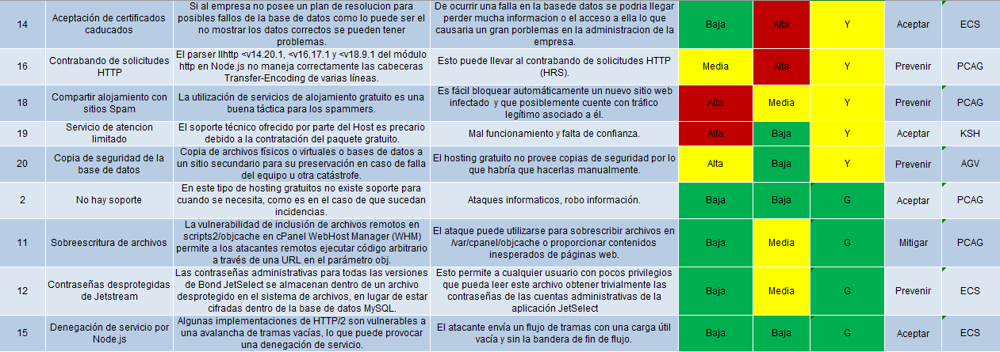 14
Aceptación de certificados
caducados
Si al empresa no posee un plan de resolucion para
posibles fallos de la base de datos como lo puede ser el
no mostrar los datos correctos se pueden tener
problemas.
De ocurrir una falla en la basede datos se podria llegar
perder mucha informacion o el acceso a ella lo que
causaria un gran porblemas en la administracion de la
empresa.
Baja
Alta
Y
Aceptar
ECS
16
Contrabando de solicitudes
HTTP
El parser llhttp <v14.20.1, <v16.17.1 y <v18.9.1 del módulo
http en Node.js no maneja correctamente las cabeceras
Transfer-Encoding de varias líneas.
Esto puede llevar al contrabando de solicitudes HTTP
(HRS).
Media
Alta
Y
Prevenir
PCAG
18
Compartir alojamiento con
sitios Spam
La utilización de servicios de alojamiento gratuito es una
buena táctica para los spammers.
Es fácil bloquear automáticamente un nuevo sitio web
infectado y que posiblemente cuente con tráfico
legítimo asociado a él.
Alta
Media
Y
Prevenir
PCAG
19
Servicio de atencion
limitado
El soporte técnico ofrecido por parte del Host es precario
debido a la contratación del paquete gratuito.
Mal funcionamiento y falta de confianza.
Alta
Baja
Y
Aceptar
KSH
20
Copia de seguridad de la
base de datos
Copia de archivos físicos o virtuales o bases de datos a
un sitio secundario para su preservación en caso de falla
del equipo u otra catástrofe.
El hosting gratuito no provee copias de seguridad por lo
que habría que hacerlas manualmente.
Alta
Baja
Y
Prevenir
AGV
2
No hay soporte
En este tipo de hosting gratuitos no existe soporte para
cuando se necesita, como es en el caso de que sucedan
incidencias.
Ataques informaticos, robo información.
Baja
Baja
G
Aceptar
PCAG
11
Sobreescritura de archivos
La vulnerabilidad de inclusión de archivos remotos en
scripts2/objcache en cPanel WebHost Manager (WHM)
permite a los atacantes remotos ejecutar código arbitrario
a través de una URL en el parámetro obj.
El ataque puede utilizarse para sobrescribir archivos en
/var/cpanel/objcache o proporcionar contenidos
inesperados de páginas web.
Baja
Media
G
Mitigar
PCAG
12
Contraseñas desprotegidas
de Jetstream
Las contraseñas administrativas para todas las versiones
de Bond JetSelect se almacenan dentro de un archivo
desprotegido en el sistema de archivos, en lugar de estar
cifradas dentro de la base de datos MySQL.
Esto permite a cualquier usuario con pocos privilegios
que pueda leer este archivo obtener trivialmente las
contraseñas de las cuentas administrativas de la
aplicación JetSelect
Baja
Media
G
Prevenir
ECS
15
Denegación de servicio por
Node.js
Algunas implementaciones de HTTP/2 son vulnerables a
una avalancha de tramas vacías, lo que puede provocar
una denegación de servicio.
El atacante envía un flujo de tramas con una carga útil
vacía y sin la bandera de fin de flujo.
Baja
Baja
G
Aceptar
ECS